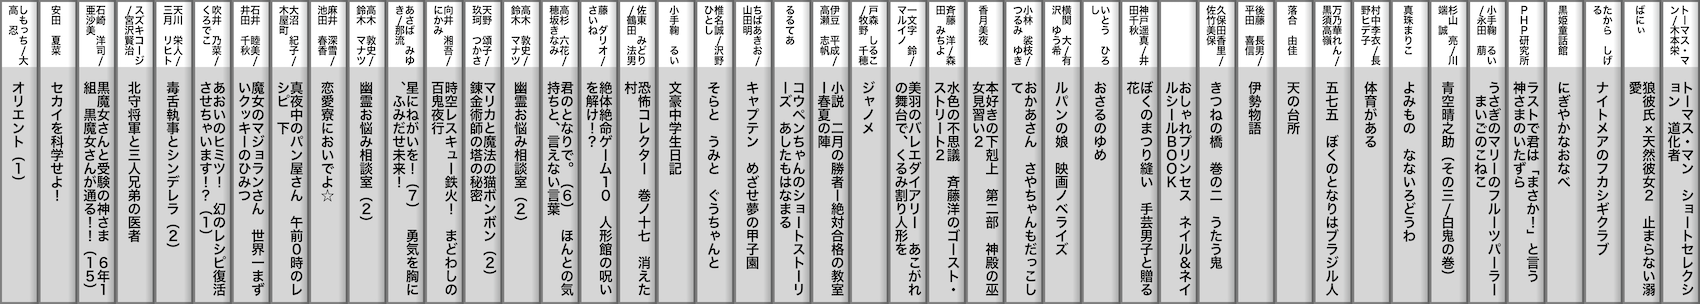 トーマス・マ
ン/木本栄
トーマス・マン ショートセレクシ
ョン 道化者
ばにぃ
狼彼氏×天然彼女2 止まらない溺
愛
たから しげ
る
ナイトメアのフカシギクラブ
黒姫童話館
にぎやかなおなべ
PHP研究所
ラストで君は「まさか!」と言う
神さまのいたずら
小手鞠 るい
/永田 萠
うさぎのマリーのフルーツパーラー
まいごのこねこ
杉山 亮/川
端 誠
青空晴之助(その三/白鬼の巻)
真珠まりこ
よみもの なないろどうわ
村中李衣/長
野ヒデ子
体育がある
万乃華れん/
黒須高嶺
五七五 ぼくのとなりはブラジル人
落合 由佳
天の台所
後藤 長男/
平田 喜信
伊勢物語
久保田香里/
佐竹美保
きつねの橋 巻の二 うたう鬼
おしゃれプリンセス ネイル&ネイ
ルシールBOOK
神戸遥真/井
田千秋
ぼくのまつり縫い 手芸男子と贈る
花
いとう ひろ
し
おさるのゆめ
横関 大/有
沢 ゆう希
ルパンの娘 映画ノベライズ
小林 裟枝/
つるみ ゆき
おかあさん さやちゃんもだっこし
て
香月美夜
本好きの下剋上 第二部 神殿の巫
女見習い2
斉藤 洋/森
田 みちよ
水色の不思議 斉藤洋のゴースト・
ストリート2
一文字 鈴/
マルイノ
美羽のバレエダイアリー あこがれ
の舞台で、くるみ割り人形を
戸森 しるこ
/牧野 千穂
ジャノメ
伊豆 平成/
高瀬 志帆
小説 二月の勝者ー絶対合格の教室
ー春夏の陣
るるてあ
コウペンちゃんのショートストーリ
ーズ あしたもはなまる
ちばあきお/
山田明
キャプテン めざせ夢の甲子園
椎名誠/沢野
ひとし
そらと うみと ぐうちゃんと
小手鞠 るい
文豪中学生日記
佐東 みどり
/鶴田 法男
恐怖コレクター 巻ノ十七 消えた
村
藤 ダリオ/
さいね
絶体絶命ゲーム10 人形館の呪い
を解け!?
高杉 六花/
穂坂きなみ
君のとなりで。(6) ほんとの気
持ちと、言えない言葉
高木 敦史/
鈴木 マナツ
幽霊お悩み相談室(2)
天野 頌子/
玖珂 つかさ
マリカと魔法の猫ボンボン(2)
錬金術師の塔の秘密
向井 湘吾/
にかみ
時空レスキュー鉄火! まどわしの
百鬼夜行
あさば みゆ
き/那流
星にねがいを!(7) 勇気を胸に
、ふみだせ未来!
高木 敦史/
鈴木 マナツ
幽霊お悩み相談室(2)
麻井 深雪/
池田 春香
恋愛寮においでよ☆
大沼 紀子/
木屋町
真夜中のパン屋さん 午前0時のレ
シピ 下
石井 睦美/
井田 千秋
魔女のマジョランさん 世界一まず
いクッキーのひみつ
吹井 乃菜/
くろでこ
あおいのヒミツ! 幻のレシピ復活
させちゃいます!?(1)
天川 栄人/
三月 リヒト
毒舌執事とシンデレラ(2)
スズキコージ
/宮沢賢治
北守将軍と三人兄弟の医者
石崎 洋司/
亜沙美
黒魔女さんと受験の神さま 6年1
組 黒魔女さんが通る!!(15)
安田 夏菜
セカイを科学せよ!
しもっち/大
高 忍
オリエント(1)